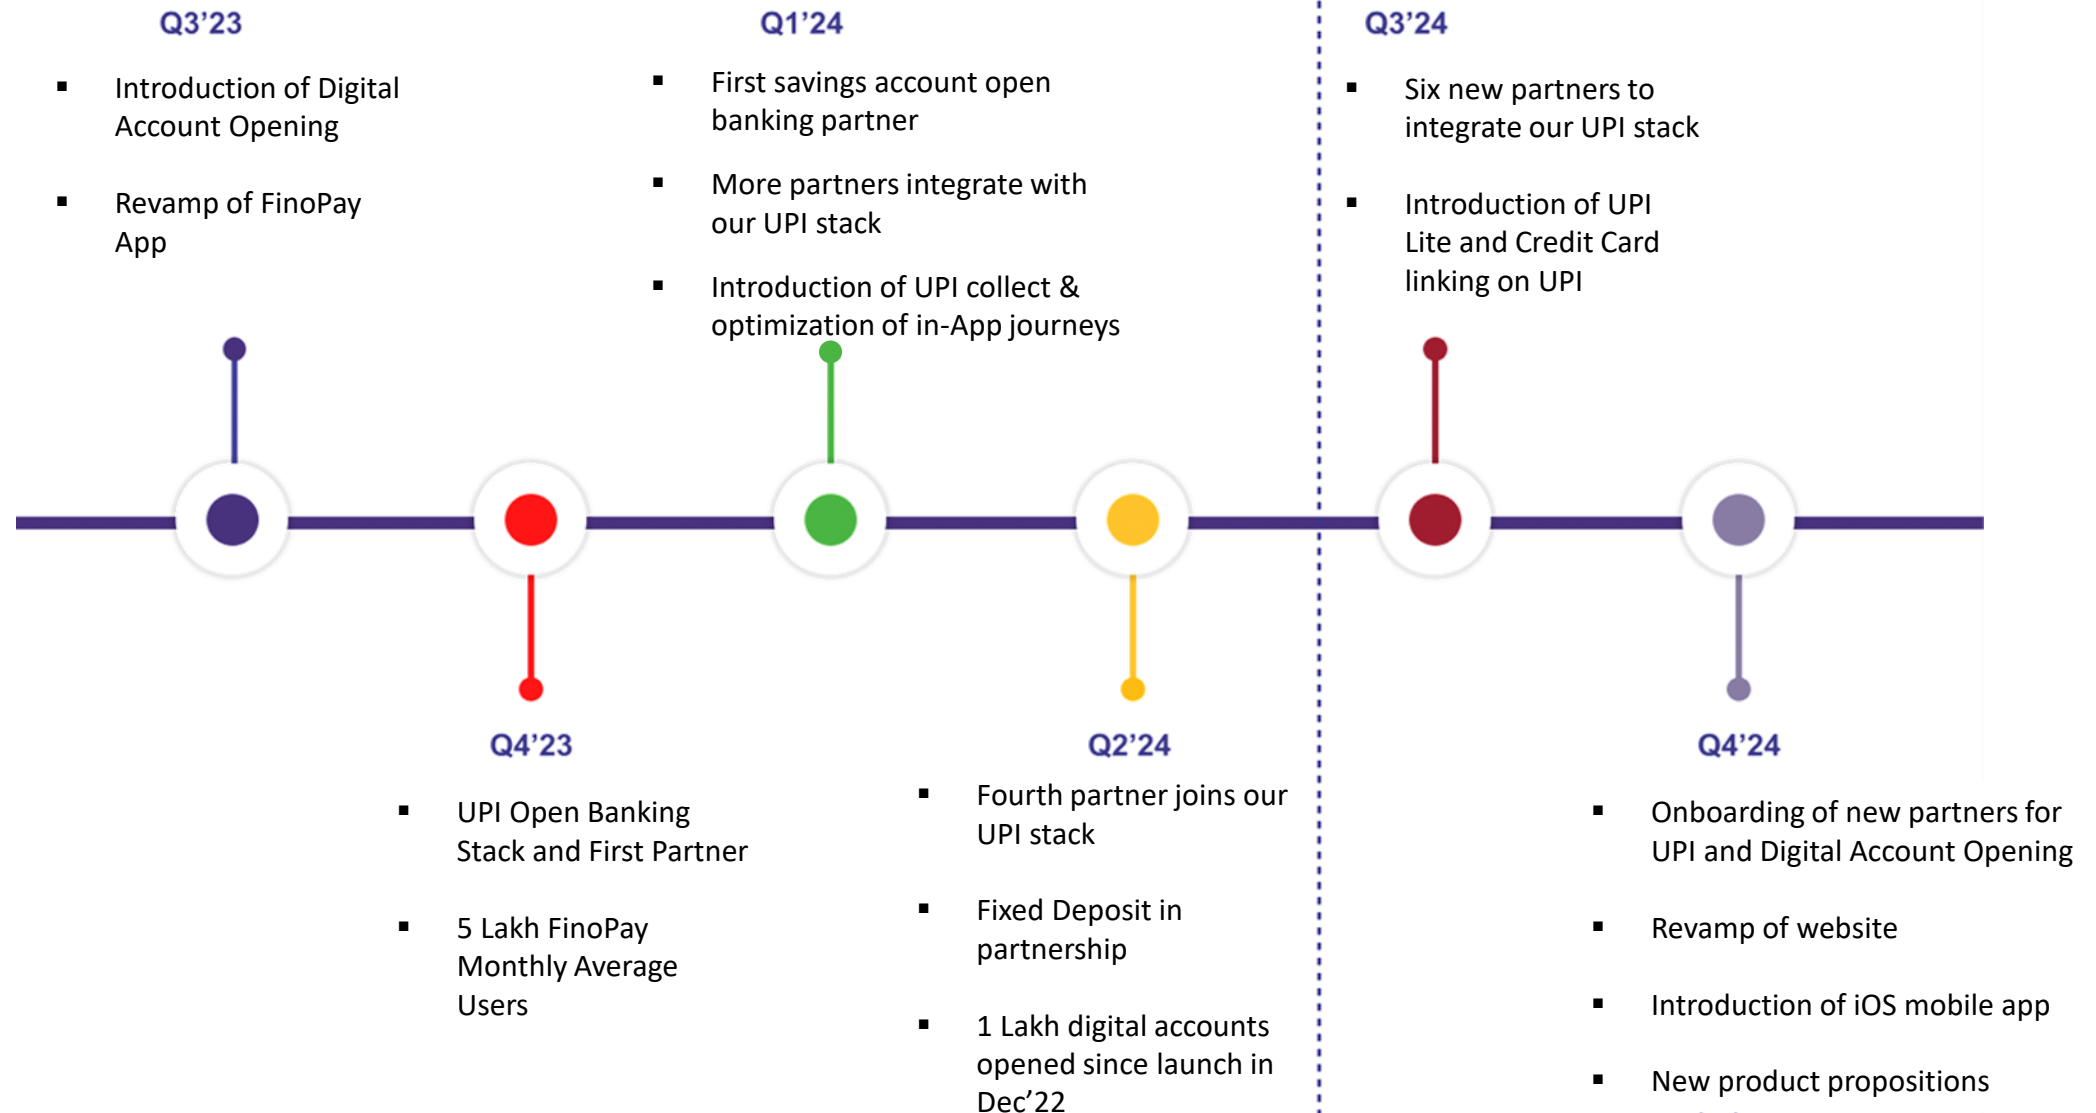 Q3’23
▪ Introduction of Digital
Account Opening
▪ Revamp of FinoPay
App
Q1’24
▪ First savings account open
banking partner
▪ More partners integrate with
our UPI stack
▪ Introduction of UPI collect &
optimization of in-App journeys
Q3’24
▪ Six new partners to
integrate our UPI stack
▪ Introduction of UPI
Lite and Credit Card
linking on UPI
Q4’23
▪ UPI Open Banking
Stack and First Partner
▪ 5 Lakh FinoPay
Monthly Average
Users
Q2’24
▪ Fourth partner joins our
UPI stack
▪ Fixed Deposit in
partnership
▪ 1 Lakh digital accounts
opened since launch in
Dec’22
Q4’24
▪ Onboarding of new partners for
UPI and Digital Account Opening
▪ Revamp of website
▪ Introduction of iOS mobile app
▪ New product propositions